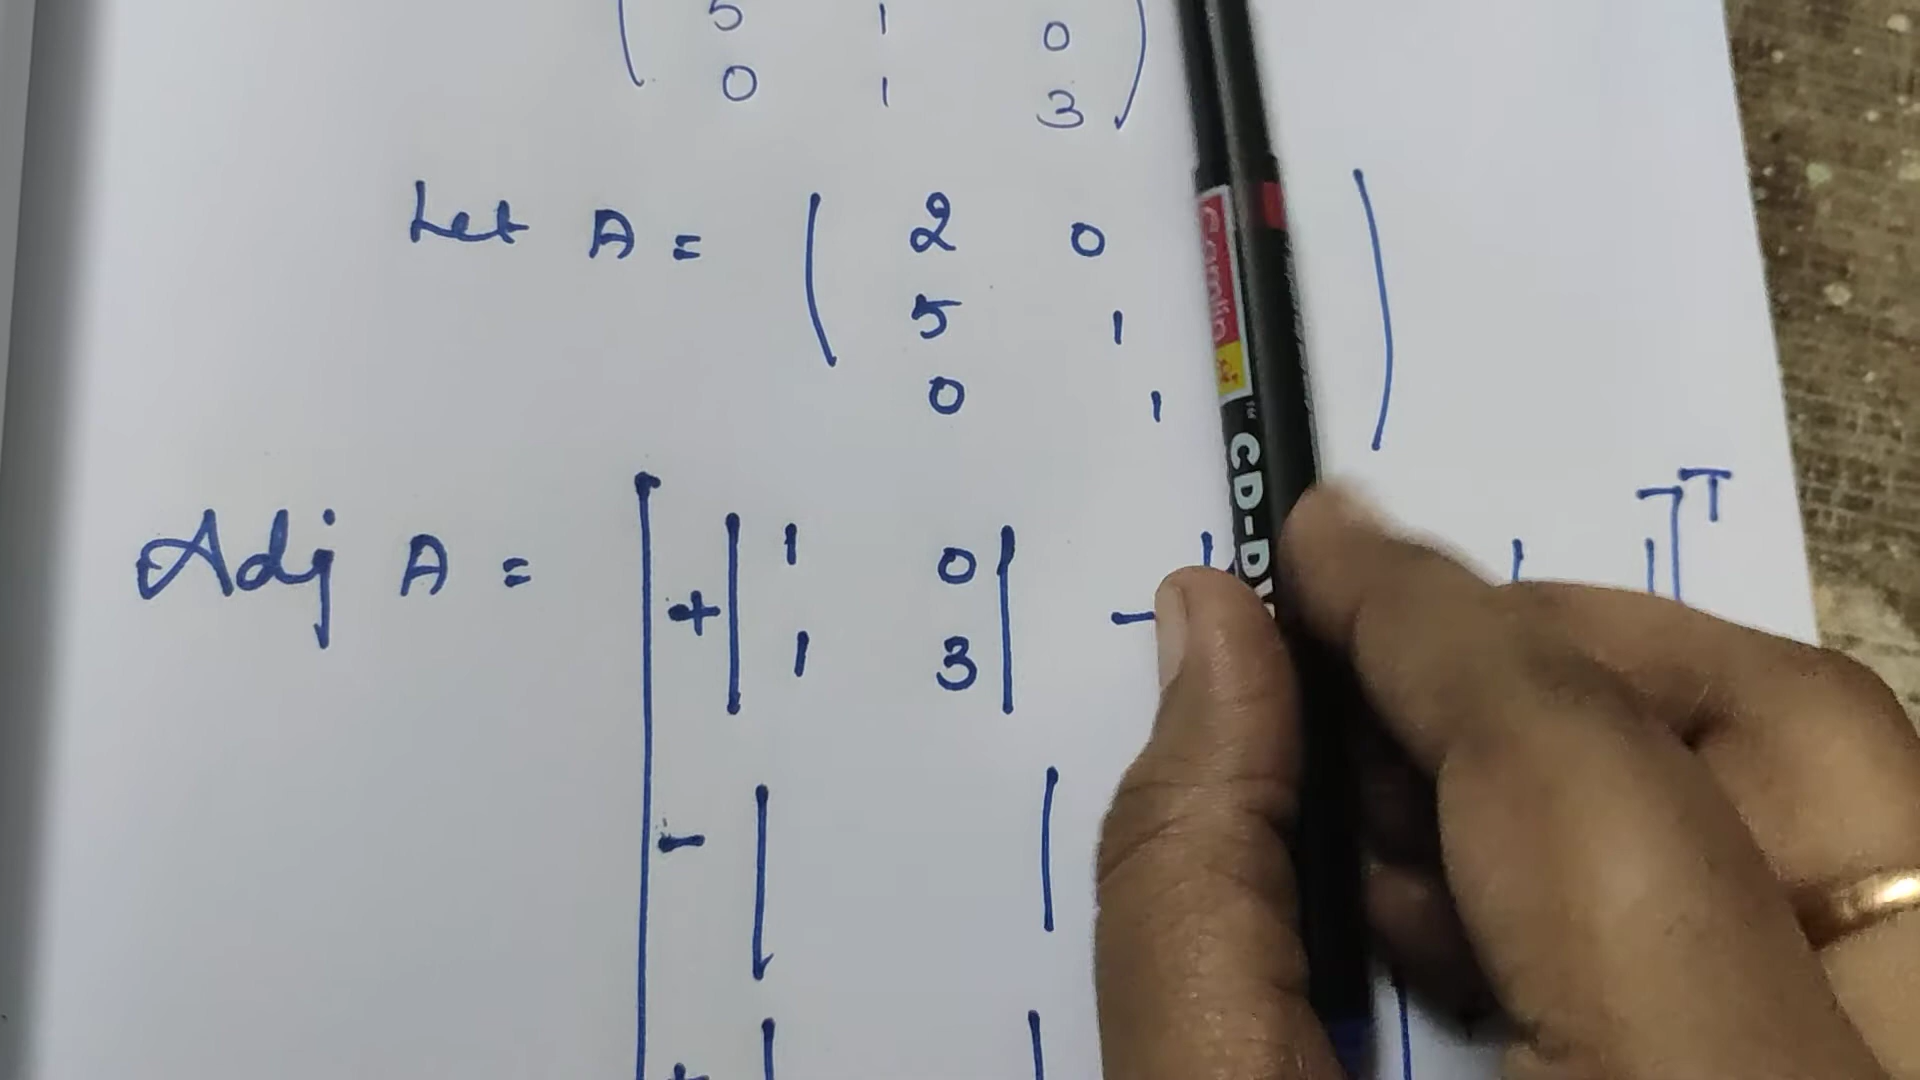 5 1 0
0 1 3
Let A = 2 0
5 1
0 1
Adj A = + | 1 0 | - T
1 3
-
+
Camlin
CD-DV